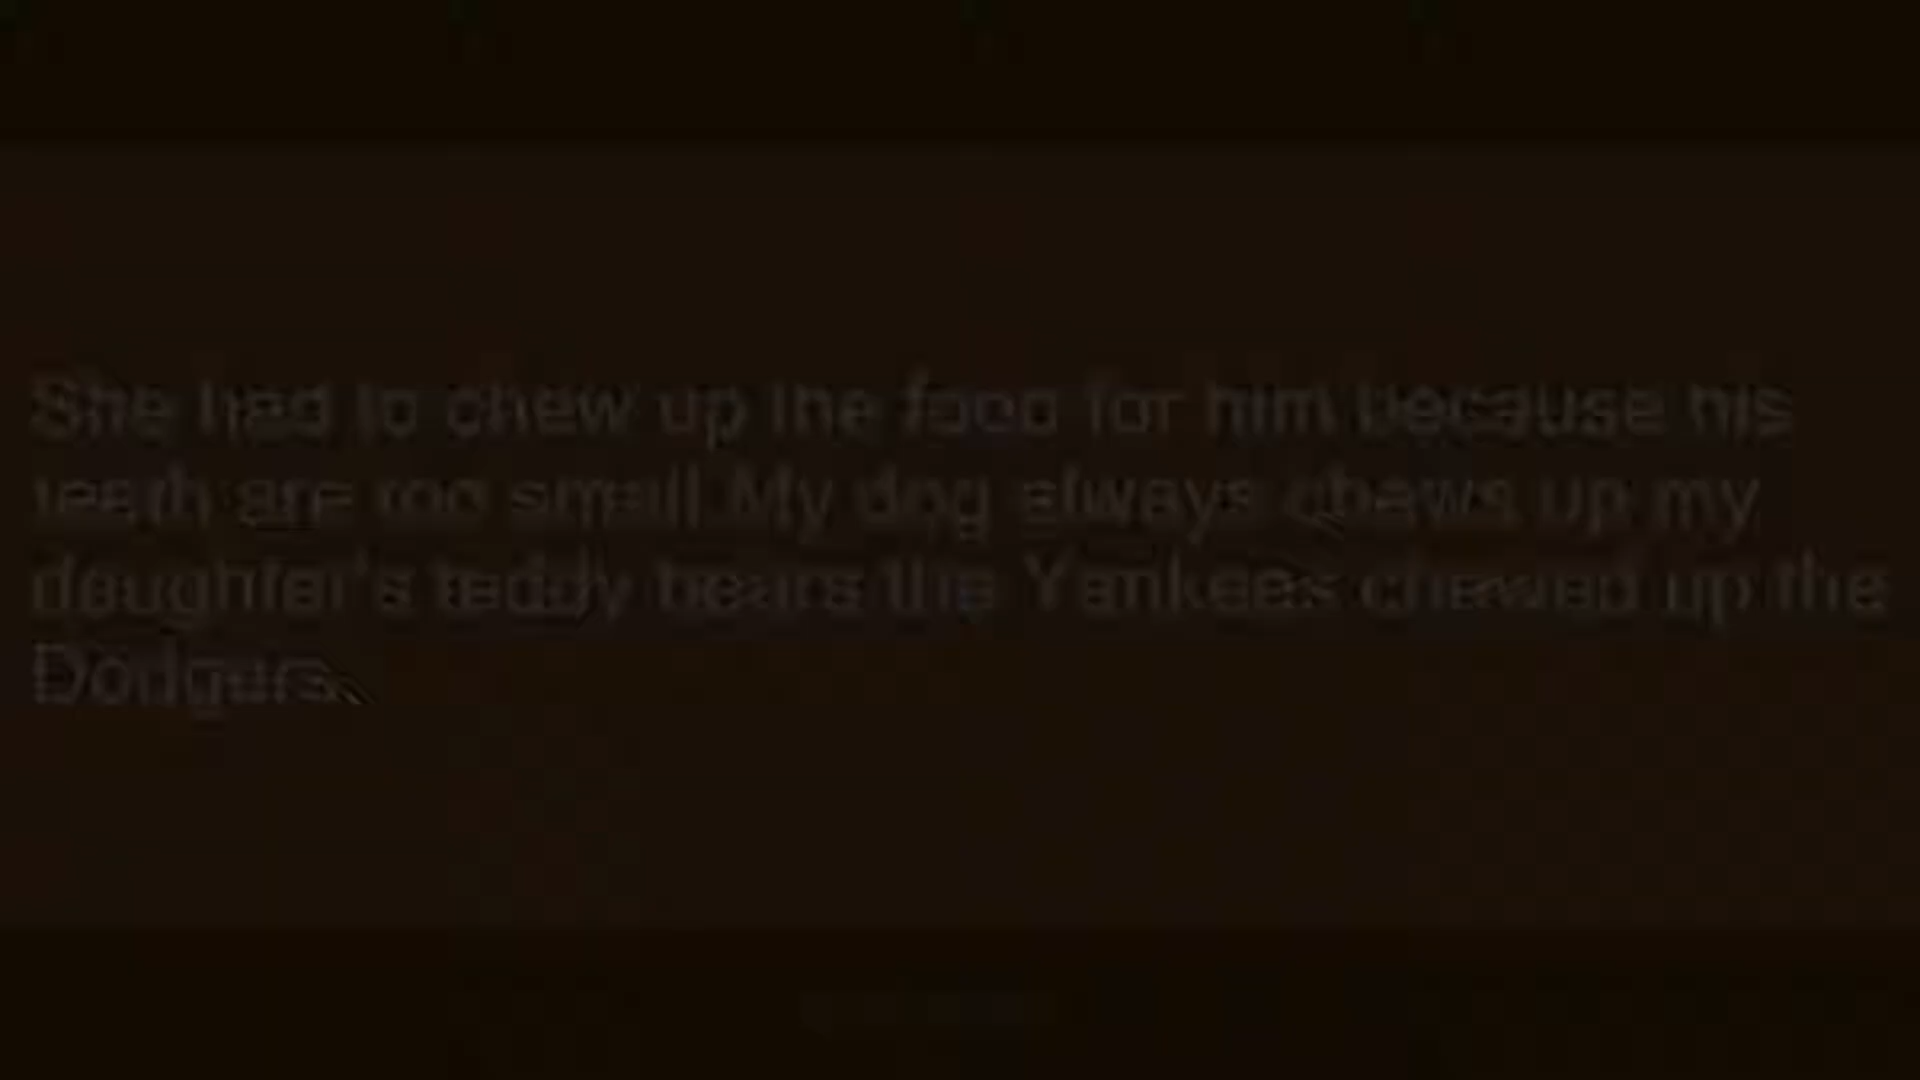 She had to chew up the food for him because his
teeth are too small.My dog always chews up my
daughter's teddy bears the Yankees chewed up the
Dodgers.